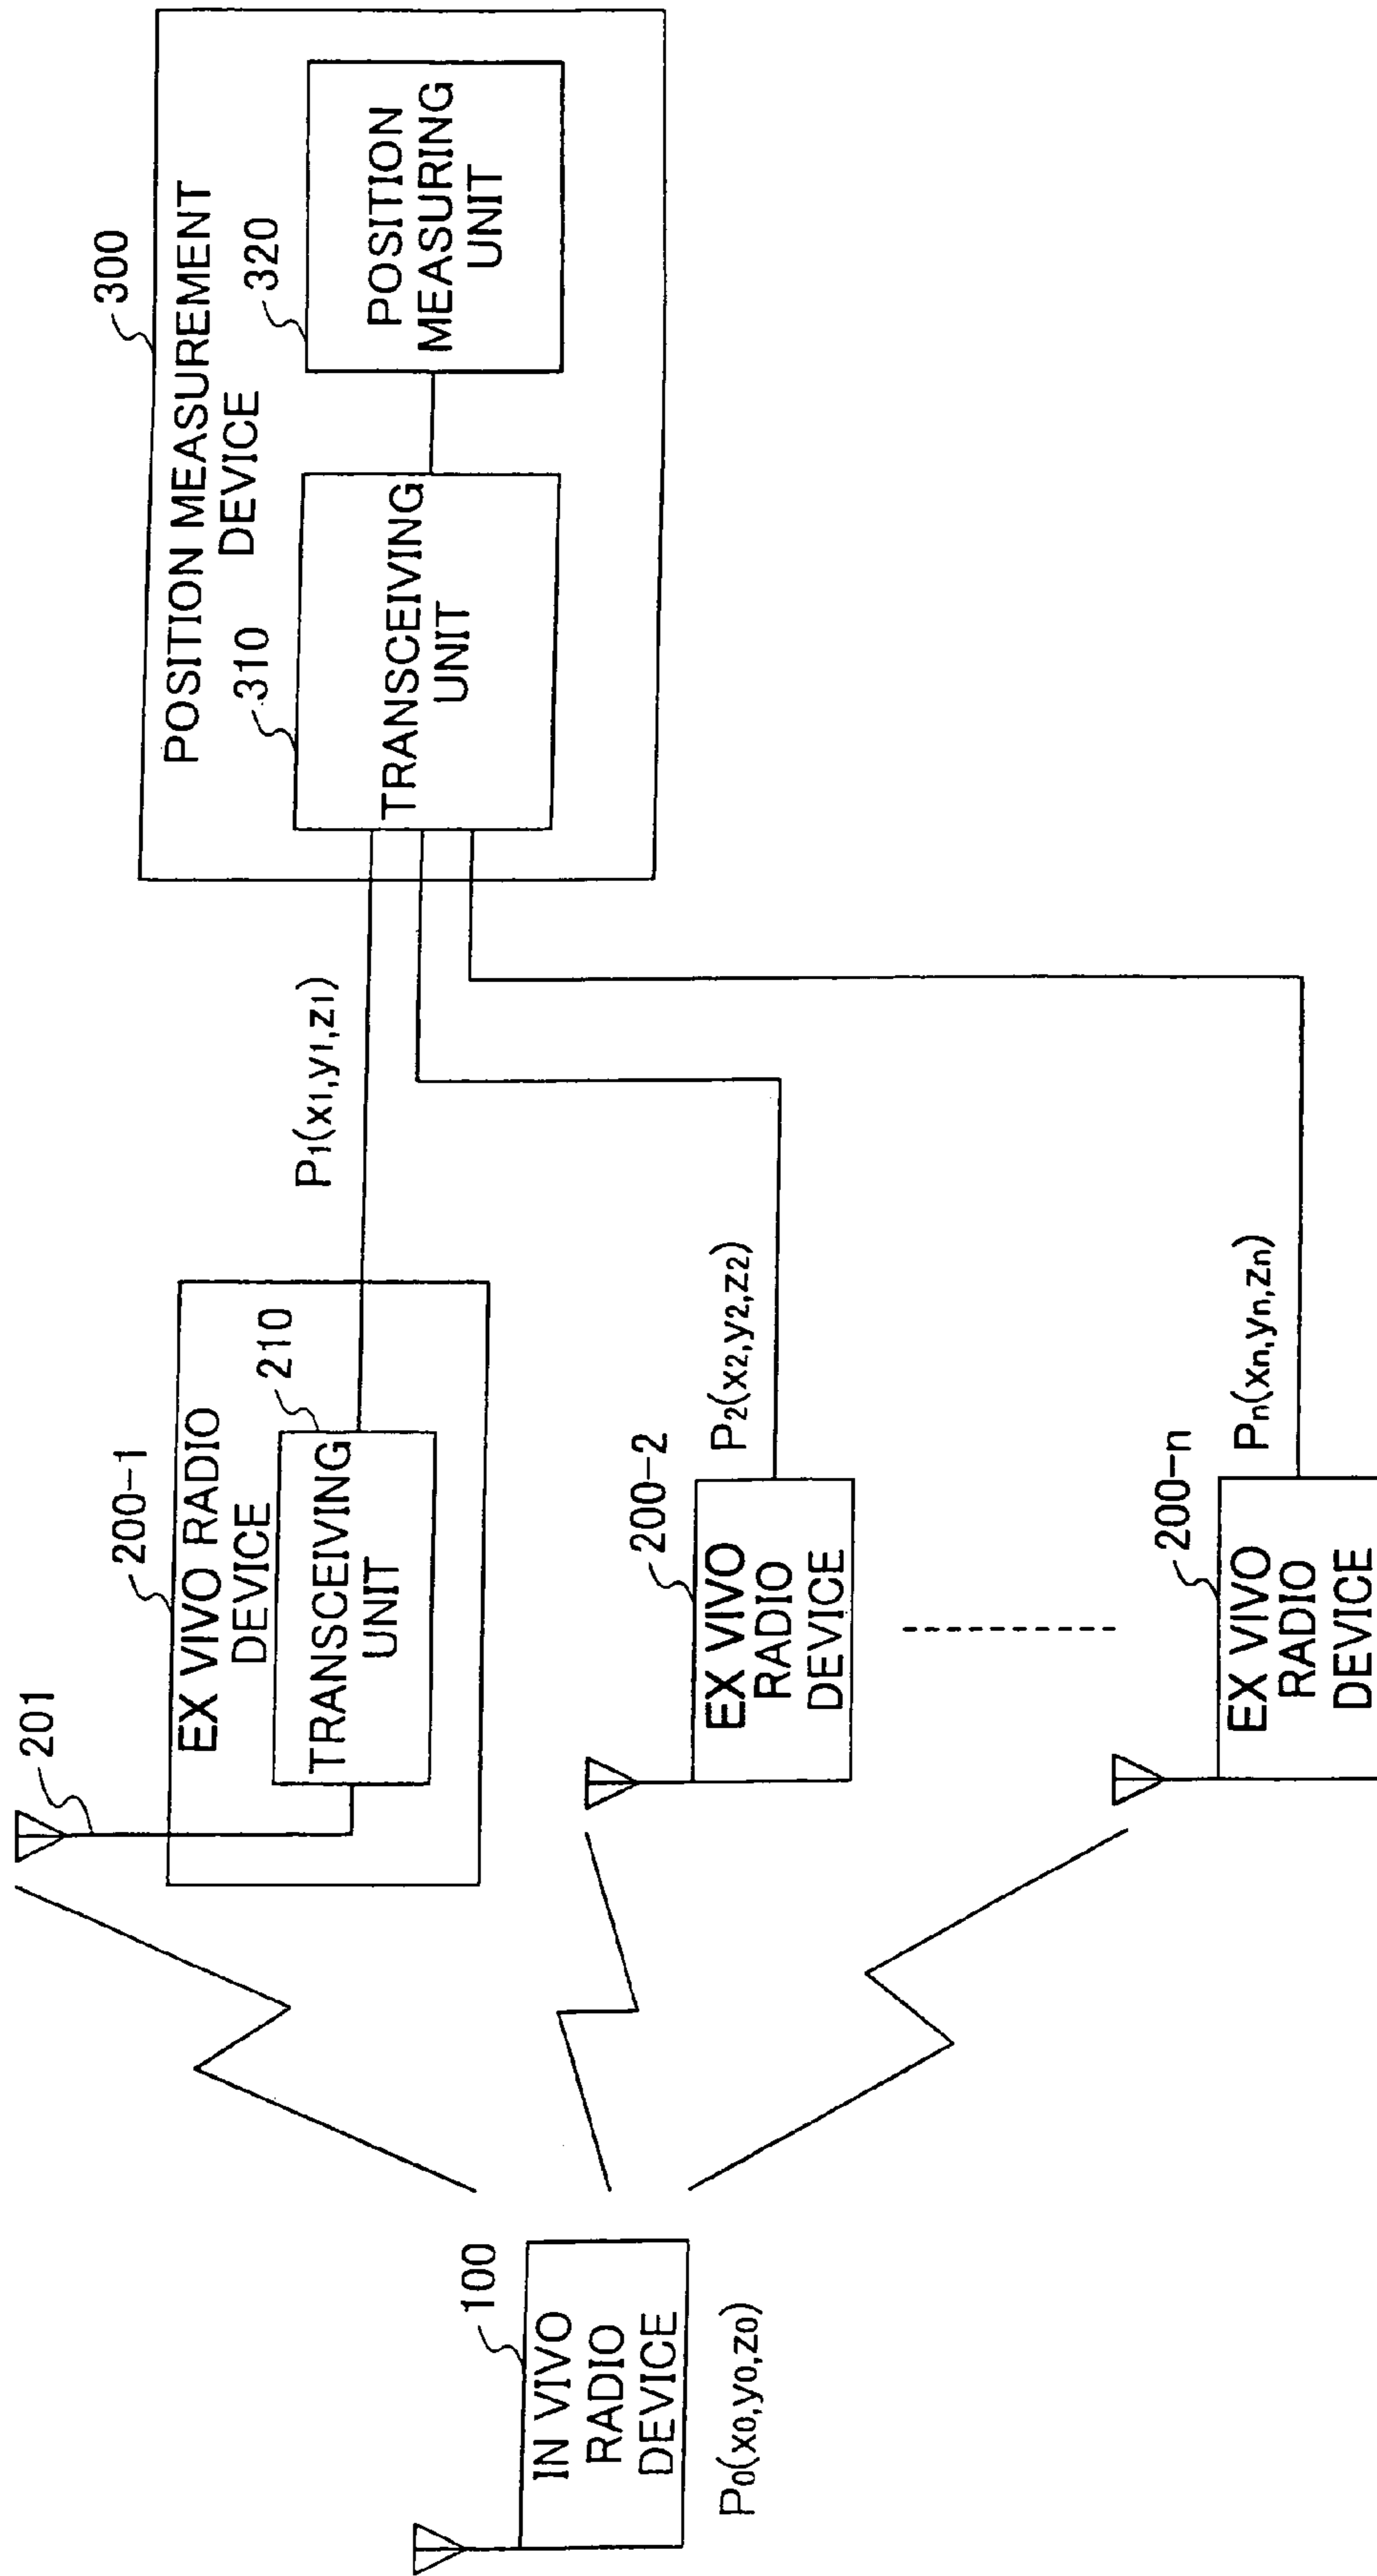 300
POSITION MEASUREMENT
DEVICE
310
TRANSCEIVING
UNIT
320
POSITION
MEASURING
UNIT
P1(x1,y1,z1)
200-1
EX VIVO RADIO
DEVICE
210
TRANSCEIVING
UNIT
201
P2(x2,y2,z2)
200-2
EX VIVO
RADIO
DEVICE
Pn(xn,yn,zn)
200-n
EX VIVO
RADIO
DEVICE
100
IN VIVO
RADIO
DEVICE
P0(x0,y0,z0)